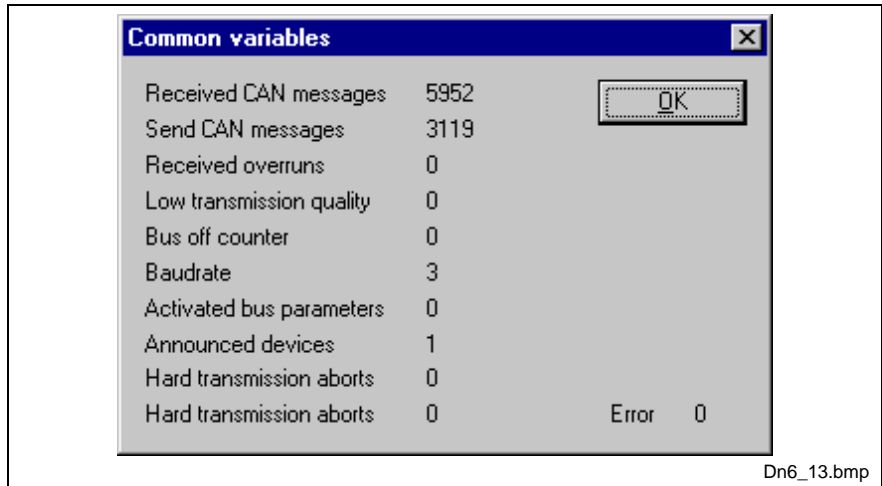 Common variables
Received CAN messages 5952
OK
Send CAN messages 3119
Received overruns 0
Low transmission quality 0
Bus off counter 0
Baudrate 3
Activated bus parameters 0
Announced devices 1
Hard transmission aborts 0
Hard transmission aborts 0 Error 0
Dn6_13.bmp